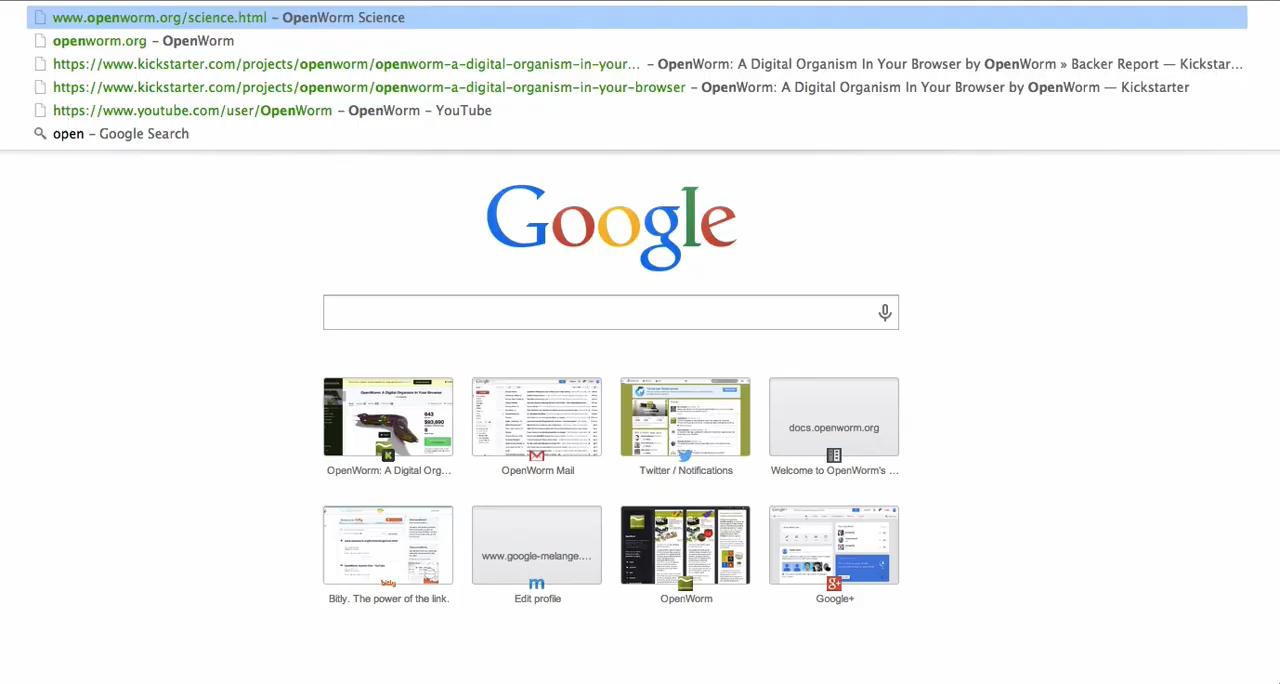 www.openworm.org/science.html – OpenWorm Science
openworm.org – OpenWorm
https://www.kickstarter.com/projects/openworm/openworm-a-digital-organism-in-your... – OpenWorm: A Digital Organism In Your Browser by OpenWorm » Backer Report — Kickstar...
https://www.kickstarter.com/projects/openworm/openworm-a-digital-organism-in-your-browser – OpenWorm: A Digital Organism In Your Browser by OpenWorm — Kickstarter
https://www.youtube.com/user/OpenWorm – OpenWorm – YouTube
open – Google Search
Google
docs.openworm.org
OpenWorm: A Digital Org... OpenWorm Mail Twitter / Notifications Welcome to OpenWorm's ...
www.google-melange....
bitly m
Bitly. The power of the link. Edit profile OpenWorm Google+